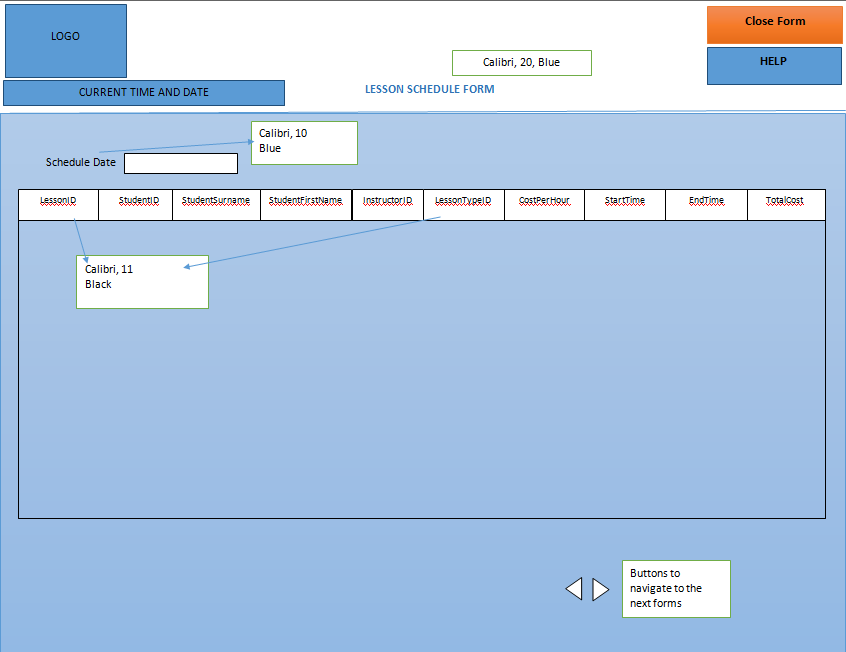 LOGO
Close Form
Calibri, 20, Blue
HELP
CURRENT TIME AND DATE
LESSON SCHEDULE FORM
Calibri, 10
Blue
Schedule Date
LessonID StudentID StudentSurname StudentFirstName InstructorID LessonTypeID CostPerHour StartTime EndTime TotalCost
Calibri, 11
Black
Buttons to
navigate to the
next forms